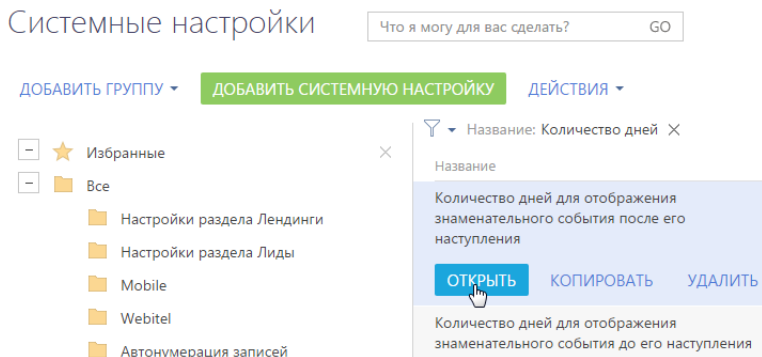 Системные настройки
Что я могу для вас сделать? GO
ДОБАВИТЬ ГРУППУ
ДОБАВИТЬ СИСТЕМНУЮ НАСТРОЙКУ
ДЕЙСТВИЯ
Избранные
Все
Настройки раздела Лендинги
Настройки раздела Лиды
Mobile
Webitel
Автонумерация записей
Название: Количество дней
Название
Количество дней для отображения
знаменательного события после его
наступления
ОТКРЫТЬ КОПИРОВАТЬ УДАЛИТЬ
Количество дней для отображения
знаменательного события до его наступления